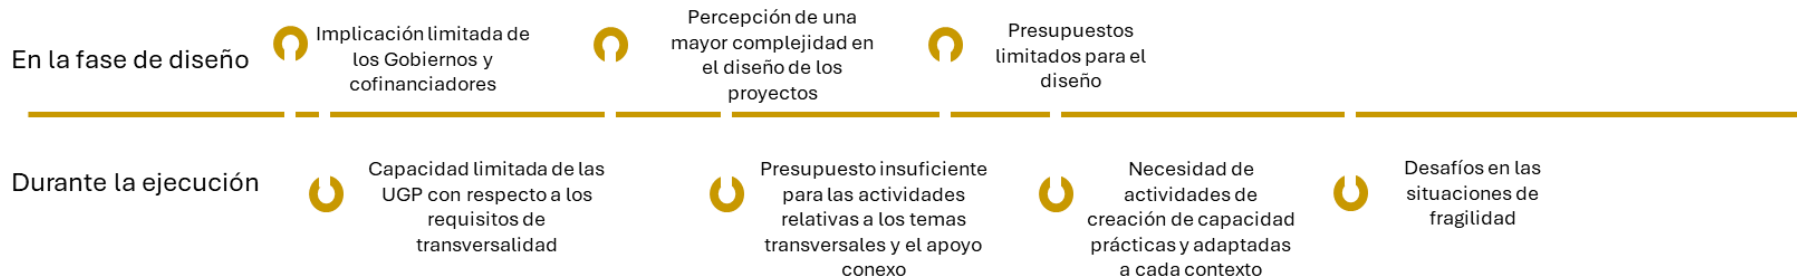 En la fase de diseño
Implicación limitada de
los Gobiernos y
cofinanciadores
Percepción de una
mayor complejidad en
el diseño de los
proyectos
Presupuestos
limitados para el
diseño
Durante la ejecución
Capacidad limitada de las
UGP con respecto a los
requisitos de
transversalidad
Presupuesto insuficiente
para las actividades
relativas a los temas
transversales y el apoyo
conexo
Necesidad de
actividades de
creación de capacidad
prácticas y adaptadas
a cada contexto
Desafíos en las
situaciones de
fragilidad